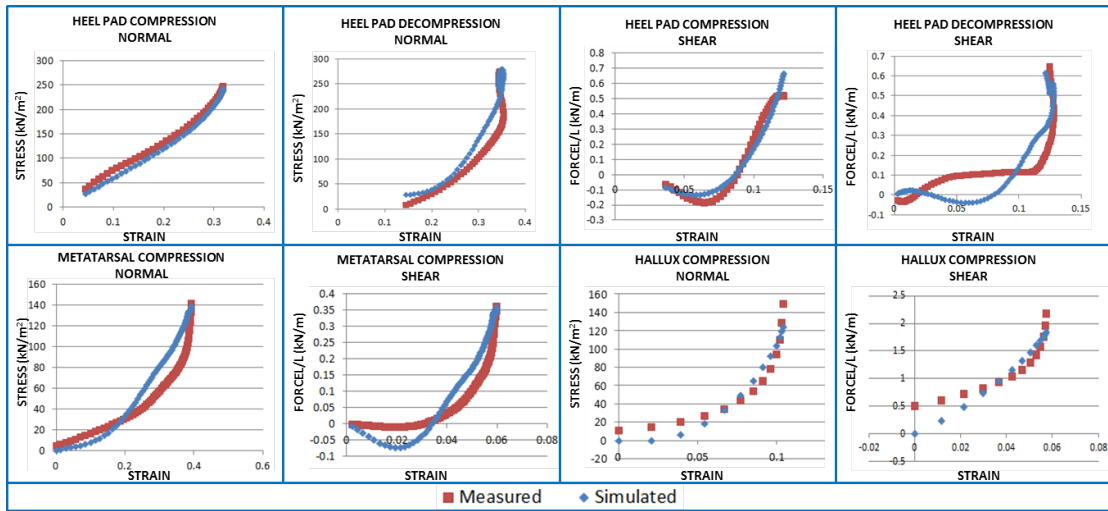 HEEL PAD COMPRESSION
NORMAL
STRESS (kN/m²)
300
250
200
150
100
50
0
0 0.1 0.2 0.3 0.4
STRAIN
HEEL PAD DECOMPRESSION
NORMAL
STRESS (kN/m²)
300
250
200
150
100
50
0
0 0.1 0.2 0.3 0.4
STRAIN
HEEL PAD COMPRESSION
SHEAR
FORCEL/L (kN/m)
0.8
0.7
0.6
0.5
0.4
0.3
0.2
0.1
0
-0.1
-0.2
-0.3
0 0.05 0.1 0.15
STRAIN
HEEL PAD DECOMPRESSION
SHEAR
FORCEL/L (kN/m)
0.7
0.6
0.5
0.4
0.3
0.2
0.1
0
-0.1
0 0.05 0.1 0.15
STRAIN
METATARSAL COMPRESSION
NORMAL
STRESS (kN/m²)
160
140
120
100
80
60
40
20
0
0 0.2 0.4 0.6
STRAIN
METATARSAL COMPRESSION
SHEAR
FORCEL/L (kN/m)
0.4
0.35
0.3
0.25
0.2
0.15
0.1
0.05
0
-0.05
-0.1
0 0.02 0.04 0.06 0.08
STRAIN
HALLUX COMPRESSION
NORMAL
STRESS (kN/m²)
160
140
120
100
80
60
40
20
0
-20
0 0.05 0.1
STRAIN
HALLUX COMPRESSION
SHEAR
FORCEL/L (kN/m)
2.5
2
1.5
1
0.5
0
-0.5
-0.02 0 0.02 0.04 0.06 0.08
STRAIN
Measured Simulated